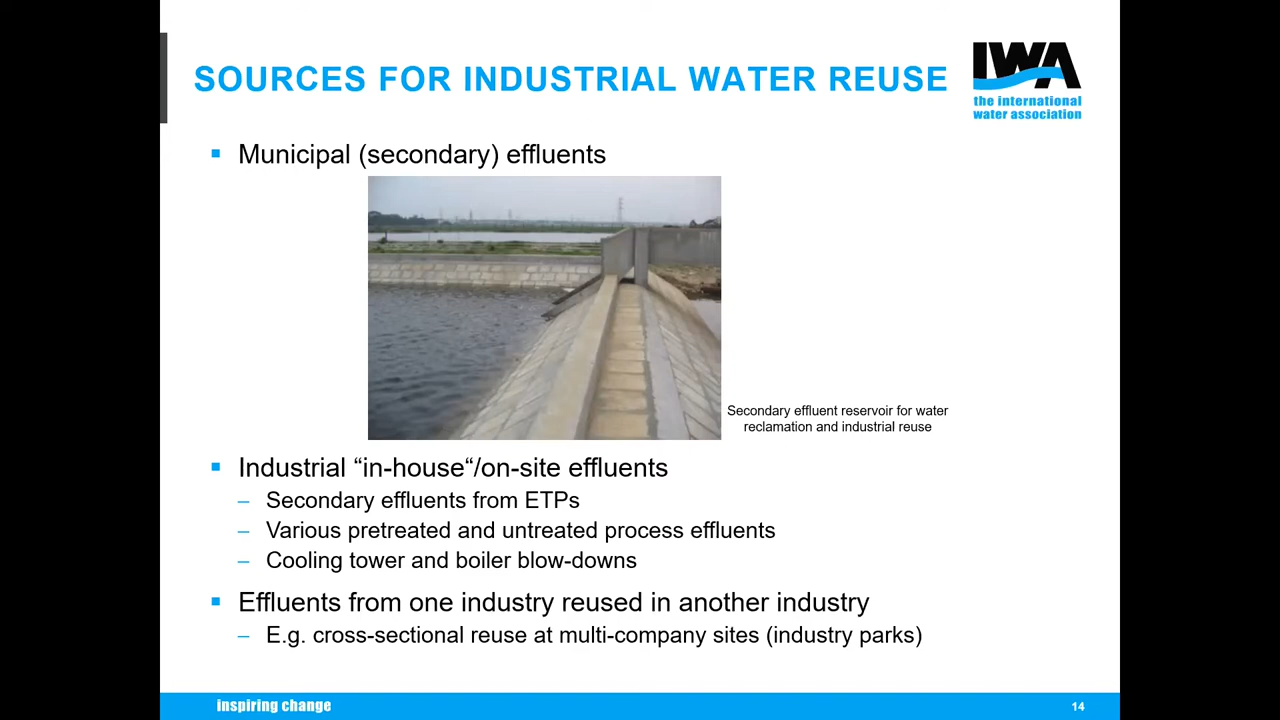 SOURCES FOR INDUSTRIAL WATER REUSE
IWA
the international
water association
▪ Municipal (secondary) effluents
Secondary effluent reservoir for water
reclamation and industrial reuse
▪ Industrial “in-house“/on-site effluents
– Secondary effluents from ETPs
– Various pretreated and untreated process effluents
– Cooling tower and boiler blow-downs
▪ Effluents from one industry reused in another industry
– E.g. cross-sectional reuse at multi-company sites (industry parks)
inspiring change
14